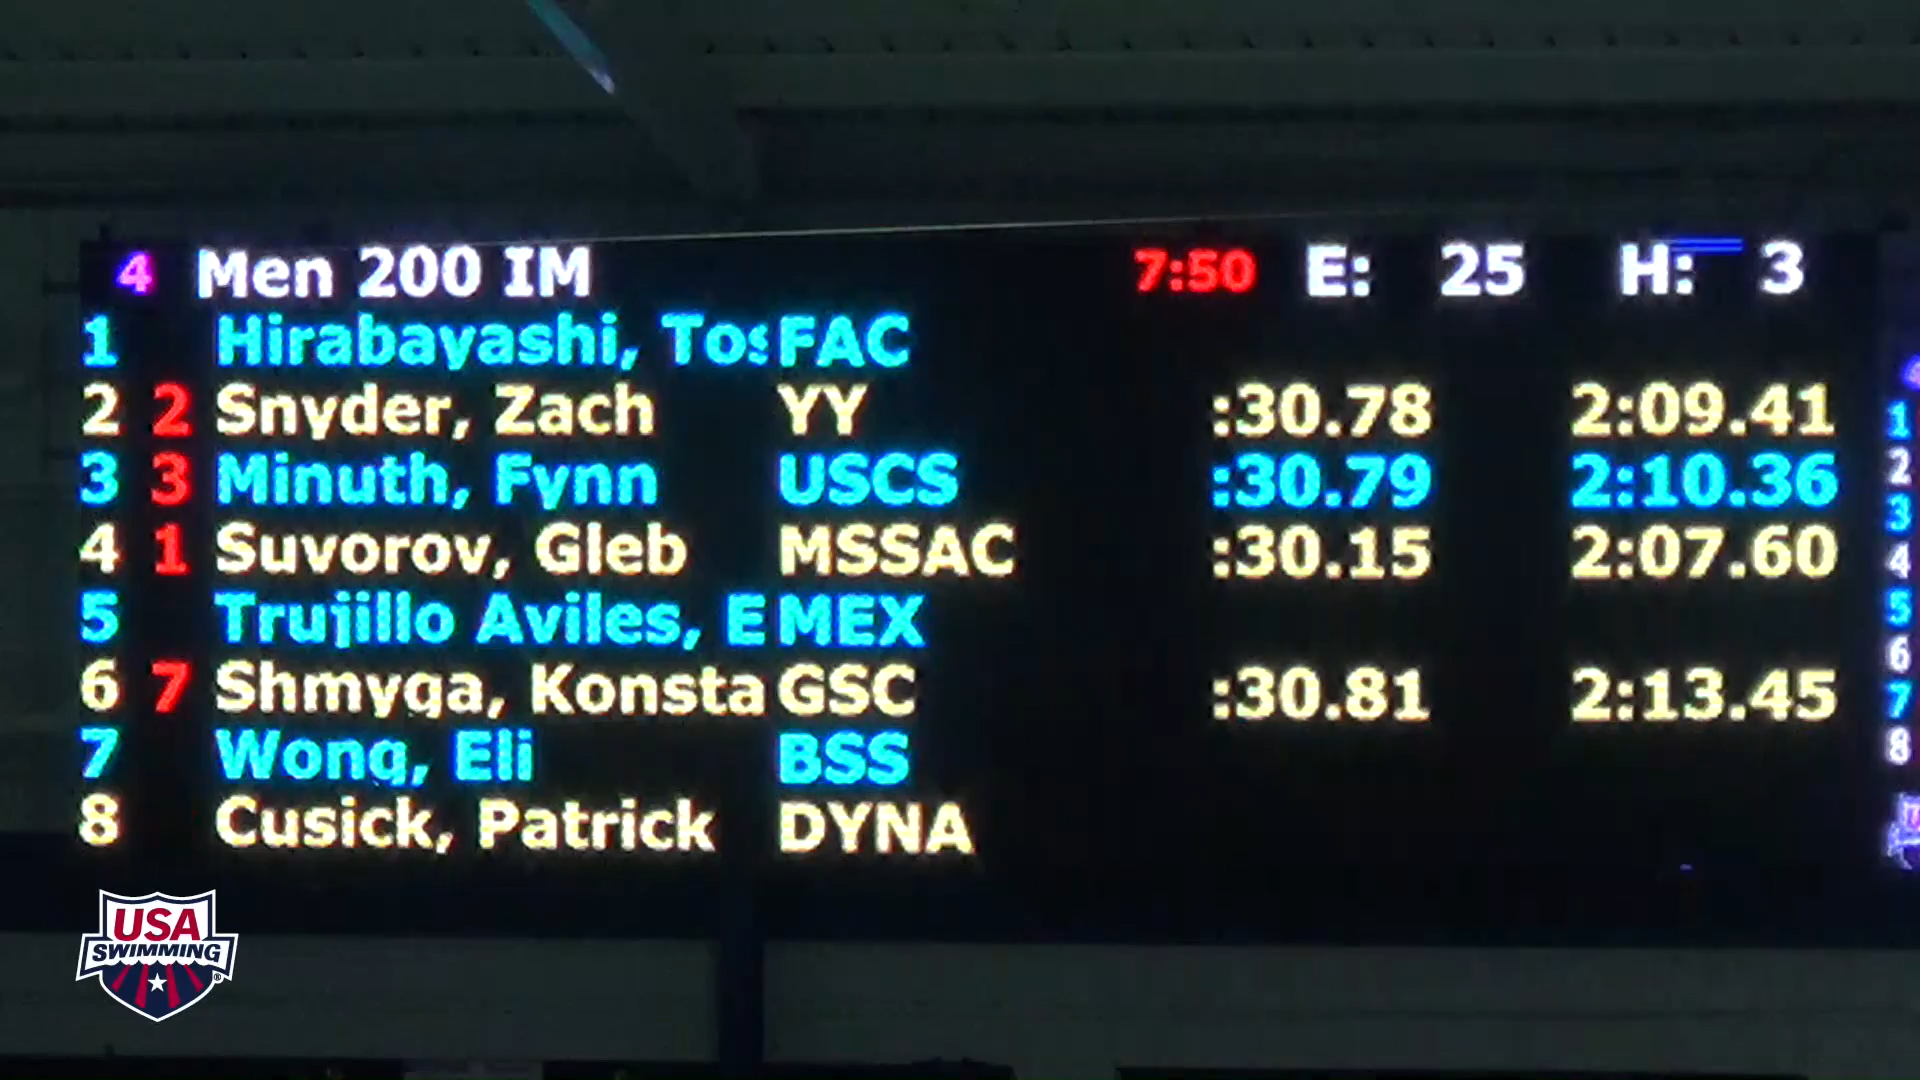 4 Men 200 IM 7:50 E: 25 H: 3
1 Hirabayashi, Tos FAC
2 2 Snyder, Zach YY :30.78 2:09.41
3 3 Minuth, Fynn USCS :30.79 2:10.36
4 1 Suvorov, Gleb MSSAC :30.15 2:07.60
5 Trujillo Aviles, E MEX
6 7 Shmyga, Konsta GSC :30.81 2:13.45
7 Wong, Eli BSS
8 Cusick, Patrick DYNA
1
2
3
4
5
6
7
8
USA
SWIMMING